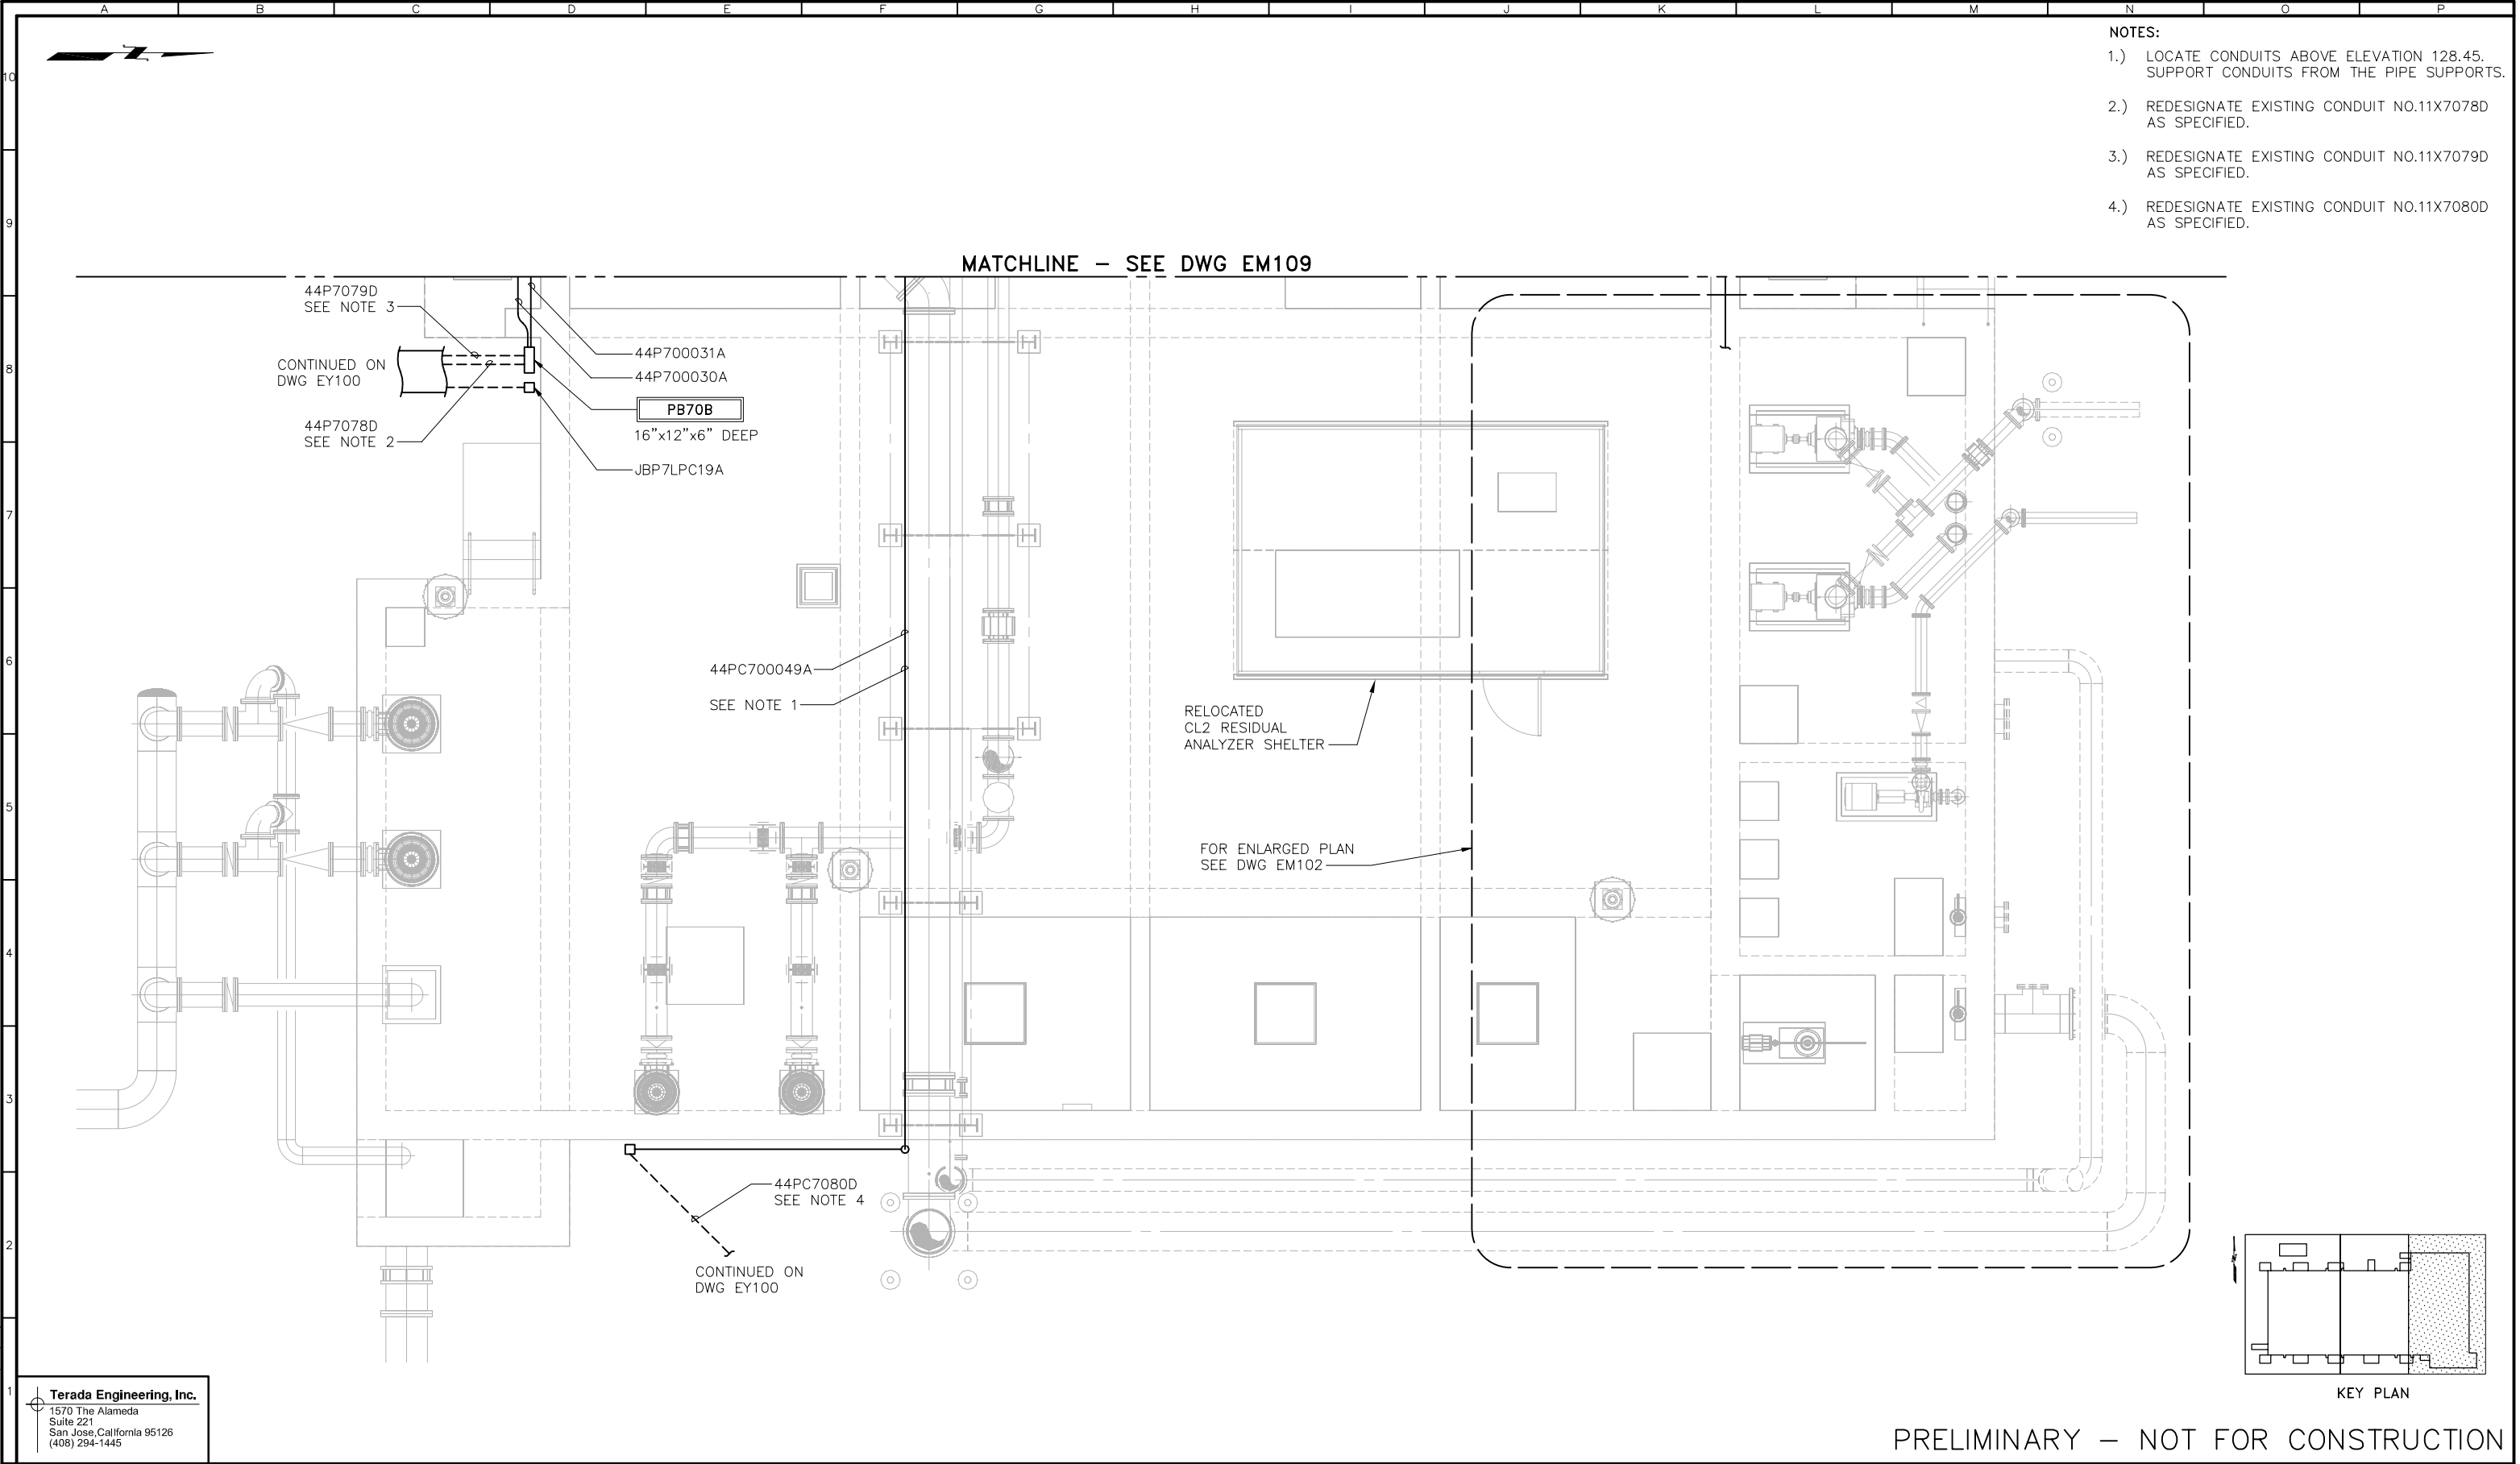 A B C D E F G H I J K L M N O P
10
9
8
7
6
5
4
3
2
1
NOTES:
1.) LOCATE CONDUITS ABOVE ELEVATION 128.45.
SUPPORT CONDUITS FROM THE PIPE SUPPORTS.
2.) REDESIGNATE EXISTING CONDUIT NO.11X7078D
AS SPECIFIED.
3.) REDESIGNATE EXISTING CONDUIT NO.11X7079D
AS SPECIFIED.
4.) REDESIGNATE EXISTING CONDUIT NO.11X7080D
AS SPECIFIED.
MATCHLINE – SEE DWG EM109
44P7079D
SEE NOTE 3
CONTINUED ON
DWG EY100
44P7078D
SEE NOTE 2
44P700031A
44P700030A
PB70B
16"x12"x6" DEEP
JBP7LPC19A
44PC700049A
SEE NOTE 1
RELOCATED
CL2 RESIDUAL
ANALYZER SHELTER
FOR ENLARGED PLAN
SEE DWG EM102
44PC7080D
SEE NOTE 4
CONTINUED ON
DWG EY100
KEY PLAN
Terada Engineering, Inc.
1570 The Alameda
Suite 221
San Jose,California 95126
(408) 294-1445
PRELIMINARY – NOT FOR CONSTRUCTION